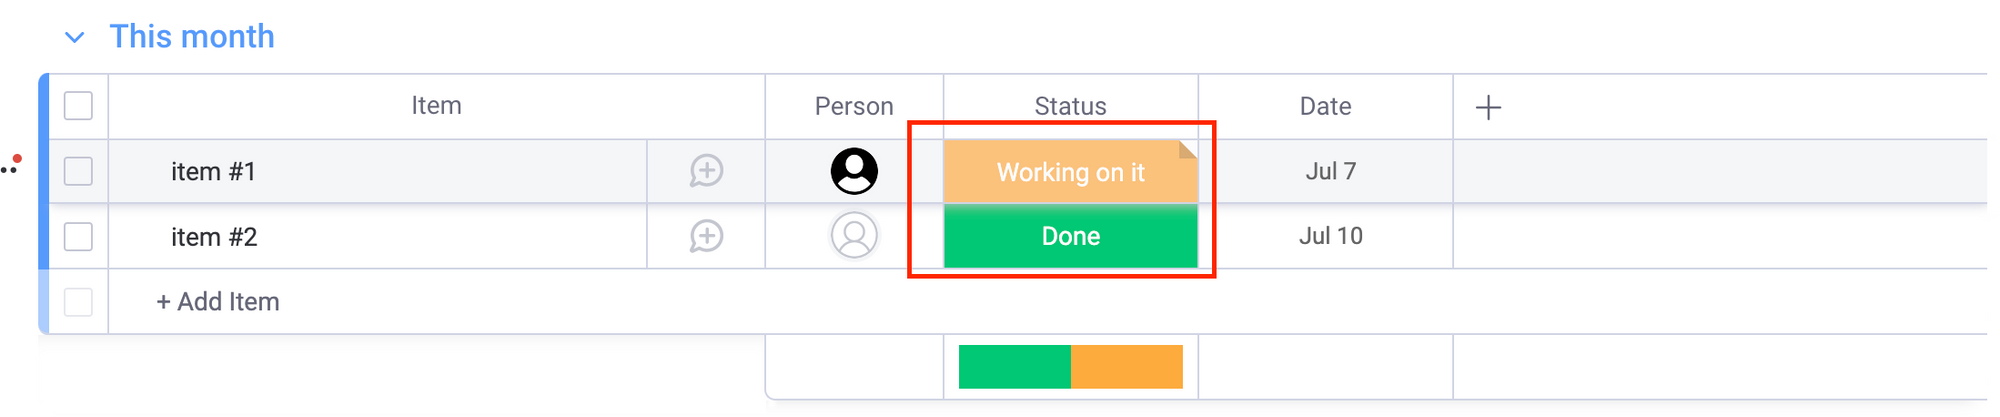 This month
Item Person Status Date +
item #1 Working on it Jul 7
item #2 Done Jul 10
+ Add Item